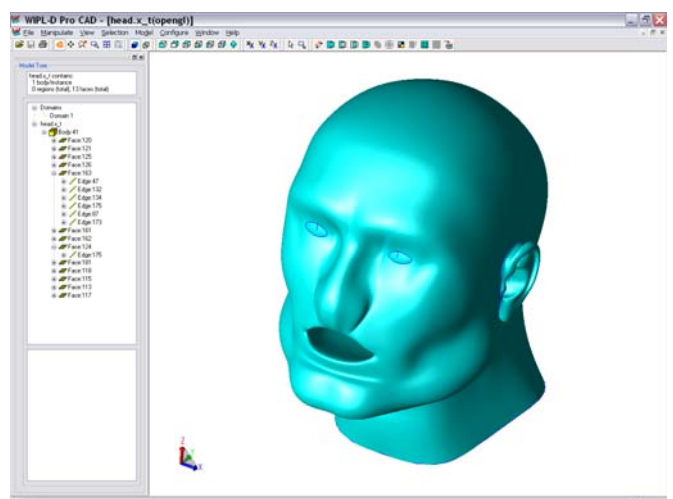 WIPL-D Pro CAD - [head.x_t(opengl)]
File Manipulate View Selection Model Configure Window Help
Model Tree
head.x_t contains:
1 body/instance
0 regions (total), 13 faces (total)
Domains
Domain 1
head.x_t
Body 41
Face 120
Face 121
Face 125
Face 126
Face 163
Edge 47
Edge 132
Edge 134
Edge 175
Edge 87
Edge 173
Face 161
Face 162
Face 124
Edge 175
Face 181
Face 118
Face 115
Face 113
Face 117
Z
Y
X